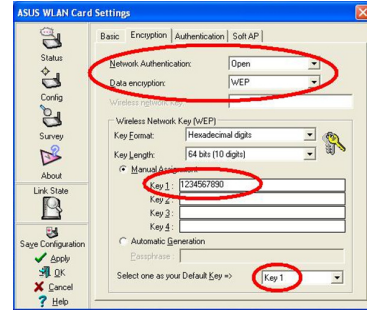 ASUS WLAN Card Settings
Status
Config
Survey
About
Link State
Save Configuration
Apply
OK
Cancel
Help
Basic Encryption Authentication Soft AP
Network Authentication: Open
Data encryption: WEP
Wireless network key:
Wireless Network Key (WEP)
Key Format: Hexadecimal digits
Key Length: 64 bits (10 digits)
Manual Assignment
Key 1 : 1234567890
Key 2 :
Key 3 :
Key 4 :
Automatic Generation
Passphrase :
Select one as your Default Key => Key 1